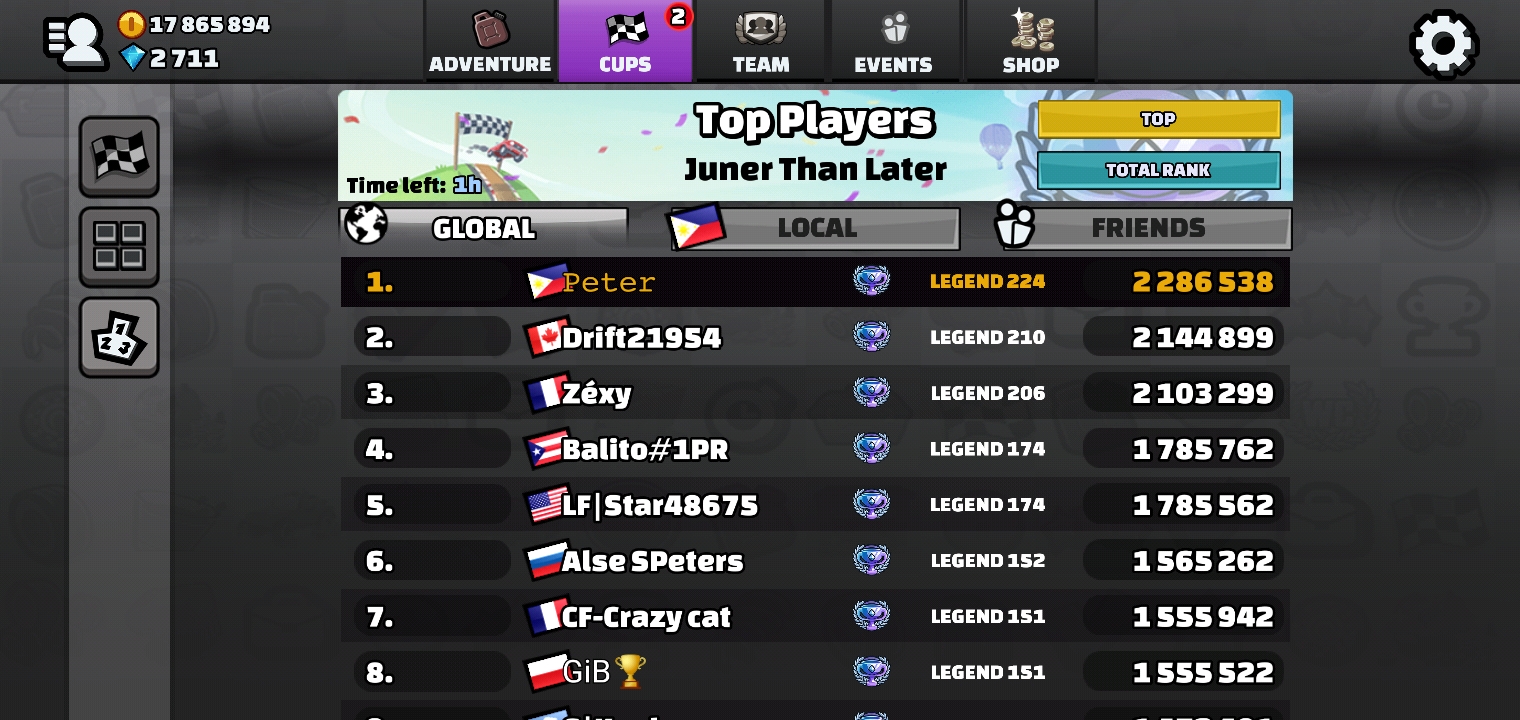 17 865 894
2 711
ADVENTURE
CUPS
2
TEAM
EVENTS
SHOP
Top Players
Juner Than Later
Time left: 1h
TOP
TOTAL RANK
GLOBAL
LOCAL
FRIENDS
1. Peter LEGEND 224 2 286 538
2. Drift21954 LEGEND 210 2 144 899
3. Zéxy LEGEND 206 2 103 299
4. Balito#1PR LEGEND 174 1 785 762
5. LF|Star48675 LEGEND 174 1 785 562
6. Alse SPeters LEGEND 152 1 565 262
7. CF-Crazy cat LEGEND 151 1 555 942
8. GiB🏆 LEGEND 151 1 555 522